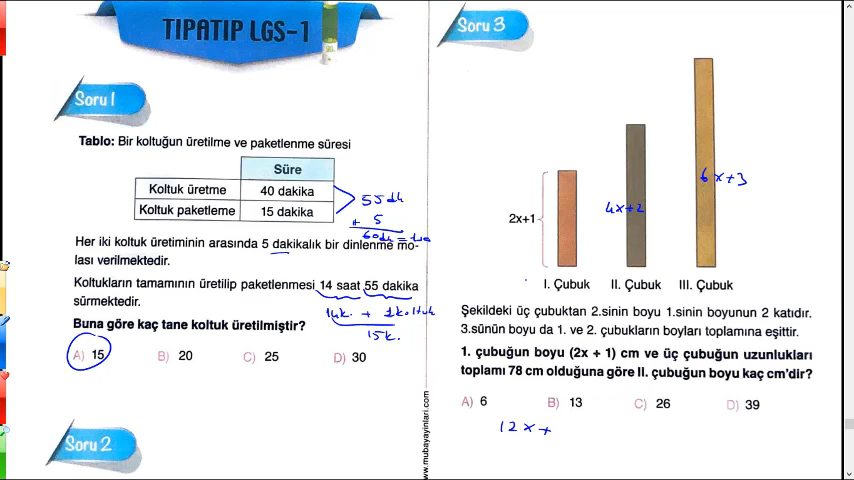 TIPATIP LGS-1
Soru 1
Tablo: Bir koltuğun üretilme ve paketlenme süresi
Süre
Koltuk üretme 40 dakika
Koltuk paketleme 15 dakika
55 dk
+ 5
60dk =
Her iki koltuk üretiminin arasında 5 dakikalık bir dinlenme mo-
lası verilmektedir.
Koltukların tamamının üretilip paketlenmesi 14 saat 55 dakika
sürmektedir.
14k. + 1koltuk
15k.
Buna göre kaç tane koltuk üretilmiştir?
A) 15 B) 20 C) 25 D) 30
Soru 2
www.mubayayinlari.com
Soru 3
6x+3
4x+2
2x+1
I. Çubuk II. Çubuk III. Çubuk
Şekildeki üç çubuktan 2.sinin boyu 1.sinin boyunun 2 katıdır.
3.sünün boyu da 1. ve 2. çubukların boyları toplamına eşittir.
1. çubuğun boyu (2x + 1) cm ve üç çubuğun uzunlukları
toplamı 78 cm olduğuna göre II. çubuğun boyu kaç cm'dir?
A) 6 B) 13 C) 26 D) 39
12x+